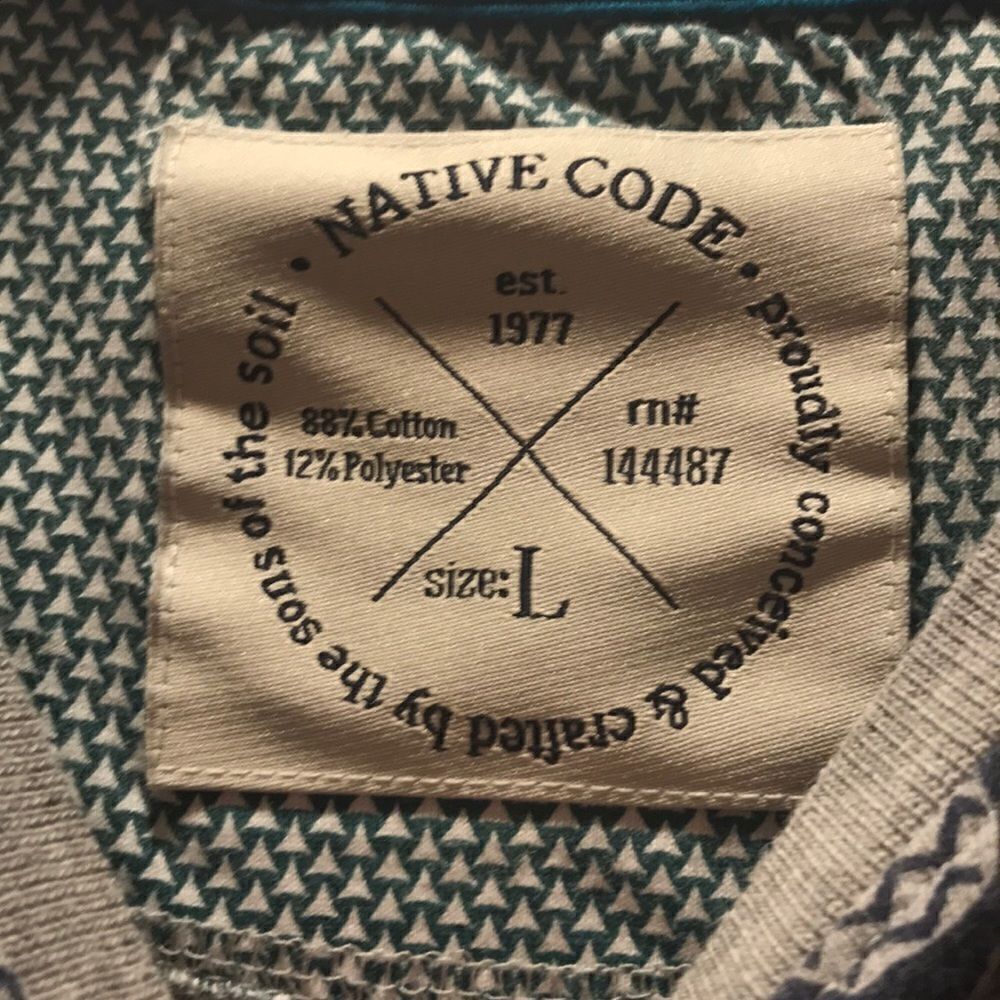 • NATIVE CODE • proudly conceived & crafted by the sons of the soil
est.
1977
88% Cotton
12% Polyester
rn#
144487
size: L